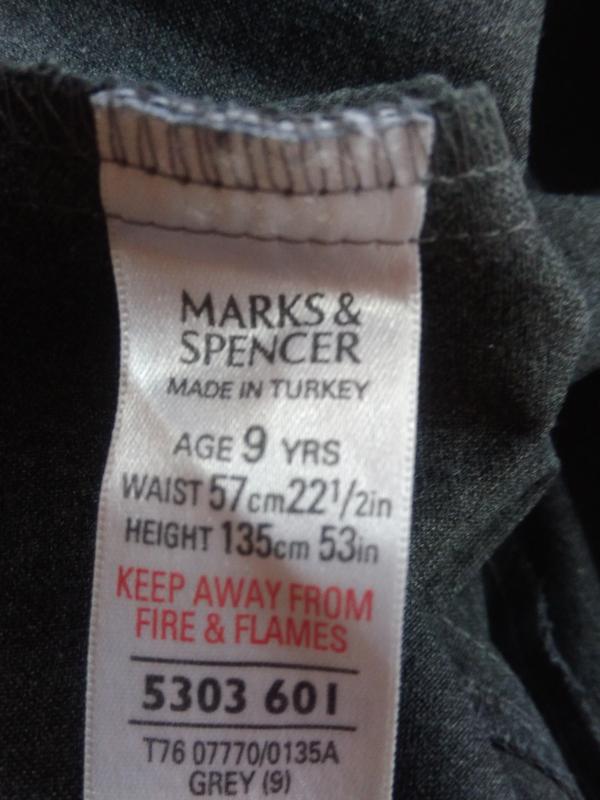 MARKS &
SPENCER
MADE IN TURKEY
AGE 9 YRS
WAIST 57cm 22 1/2in
HEIGHT 135cm 53in
KEEP AWAY FROM
FIRE & FLAMES
5303 601
T76 07770/0135A
GREY (9)